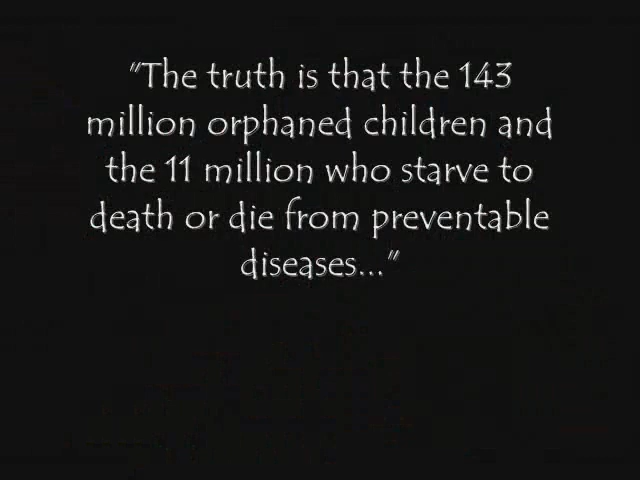 "The truth is that the 143
million orphaned children and
the 11 million who starve to
death or die from preventable
diseases..."